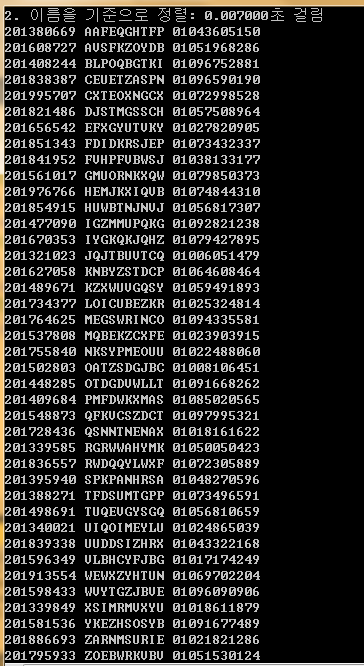 2. 이름을 기준으로 정렬: 0.007000초 걸림
201380669 AAFEQGHTFP 01043605150
201608727 AVSFKZOYDB 01051968286
201408244 BLPOQBGTKI 01096752881
201838387 CEUETZASPN 01096590190
201995707 CXTEOXNGCX 01072998528
201821486 DJSTMGSSCH 01057508964
201656542 EFXGYUTVKY 01027820905
201851343 FDIDKRSJEP 01073432337
201841952 FVHPFVBWSJ 01038133177
201561017 GMUORNKXQW 01079850373
201976766 HEMJKXIQVB 01074844310
201854915 HUWBTNJNVJ 01056817307
201477090 IGZMMUPQKG 01092821238
201670353 IYGKQKJQHZ 01079427895
201321023 JQJTBUVTCQ 01006051479
201627058 KNBYZSTDCP 01064608464
201489671 KZXWUVGQSY 01059491893
201734377 LOICUBEZKR 01025324814
201764625 MEGSWRINCO 01094335581
201537808 MQBEKZCXFE 01023903915
201755840 NKSYPMEOUU 01022488060
201502803 OATZSDGJBC 01008106451
201448285 OTDGDVWLLT 01091668262
201409684 PMFDWKXMAS 01085020565
201548873 QFKUCSZDCT 01097995321
201728436 QSNNTNENAX 01018161622
201339585 RGRWWAHYMK 01050050423
201836557 RWDQQYLWXF 01072305889
201395940 SPKPANHRSA 01048270596
201388271 TFDSUMTGPP 01073496591
201498691 TUQEVGYSGQ 01056810659
201340021 UIQOIMEYLU 01024865039
201839338 UUDDSIZHRX 01043322168
201596349 VLBHCYFJBG 01017174249
201913554 WEWXZYHTUN 01069702204
201598433 WVYTGZJBVE 01096090906
201339849 XSIMRMVXYU 01018611879
201581536 YKEZHSOSYB 01091677489
201886693 ZARNMSURIE 01021821286
201795933 ZOEBWRKVBV 01051530124